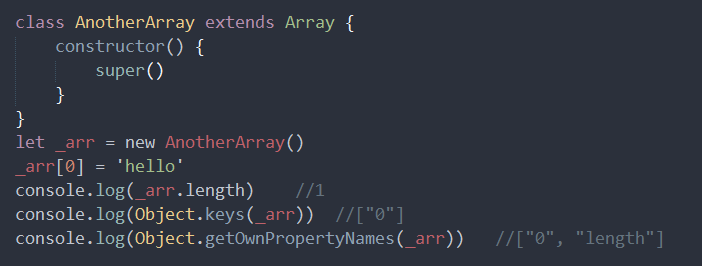 class AnotherArray extends Array {
    constructor() {
        super()
    }
}
let _arr = new AnotherArray()
_arr[0] = 'hello'
console.log(_arr.length)    //1
console.log(Object.keys(_arr))  //["0"]
console.log(Object.getOwnPropertyNames(_arr))   //["0", "length"]